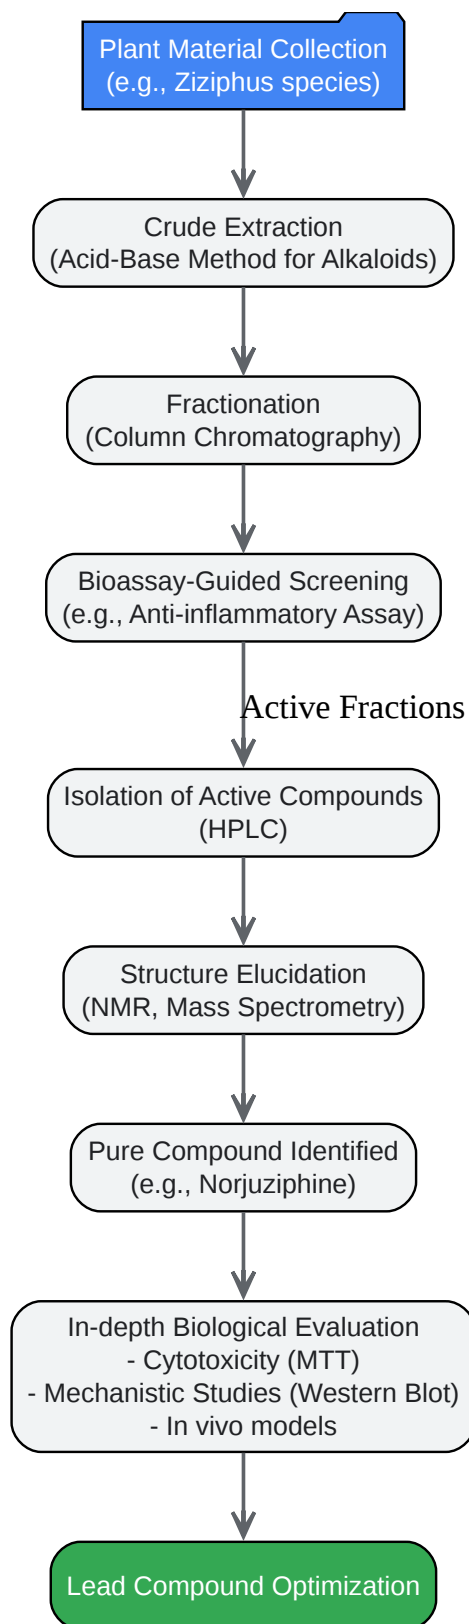 Plant Material Collection
(e.g., Ziziphus species)
Crude Extraction
(Acid-Base Method for Alkaloids)
Fractionation
(Column Chromatography)
Bioassay-Guided Screening
(e.g., Anti-inflammatory Assay)
Active Fractions
Isolation of Active Compounds
(HPLC)
Structure Elucidation
(NMR, Mass Spectrometry)
Pure Compound Identified
(e.g., Norjuziphine)
In-depth Biological Evaluation
- Cytotoxicity (MTT)
- Mechanistic Studies (Western Blot)
- In vivo models
Lead Compound Optimization